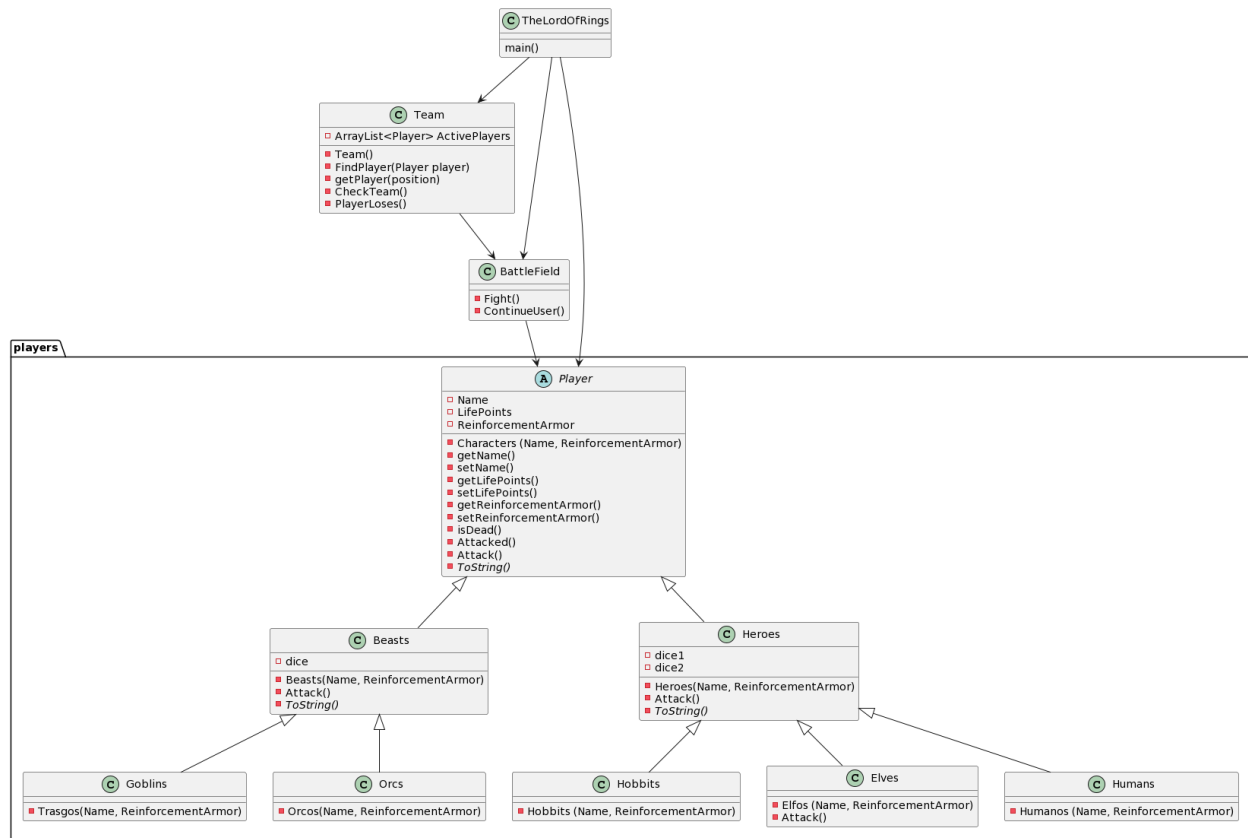 C TheLordOfRings
main()
C Team
ArrayList<Player> ActivePlayers
Team()
FindPlayer(Player player)
getPlayer(position)
CheckTeam()
PlayerLoses()
C BattleField
Fight()
ContinueUser()
players
A Player
Name
LifePoints
ReinforcementArmor
Characters (Name, ReinforcementArmor)
getName()
setName()
getLifePoints()
setLifePoints()
getReinforcementArmor()
setReinforcementArmor()
isDead()
Attacked()
Attack()
ToString()
C Beasts
dice
Beasts(Name, ReinforcementArmor)
Attack()
ToString()
C Heroes
dice1
dice2
Heroes(Name, ReinforcementArmor)
Attack()
ToString()
C Goblins
Trasgos(Name, ReinforcementArmor)
C Orcs
Orcos(Name, ReinforcementArmor)
C Hobbits
Hobbits (Name, ReinforcementArmor)
C Elves
Elfos (Name, ReinforcementArmor)
Attack()
C Humans
Humanos (Name, ReinforcementArmor)